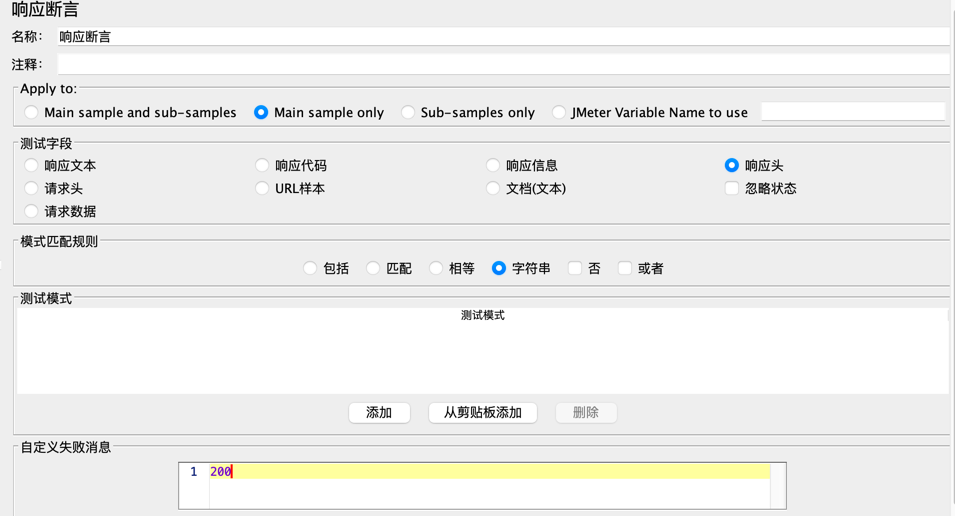 响应断言
名称： 响应断言
注释：
Apply to:
Main sample and sub-samples Main sample only Sub-samples only JMeter Variable Name to use
测试字段
响应文本 响应代码 响应信息 响应头
请求头 URL样本 文档(文本) 忽略状态
请求数据
模式匹配规则
包括 匹配 相等 字符串 否 或者
测试模式
测试模式
添加 从剪贴板添加 删除
自定义失败消息
1 200